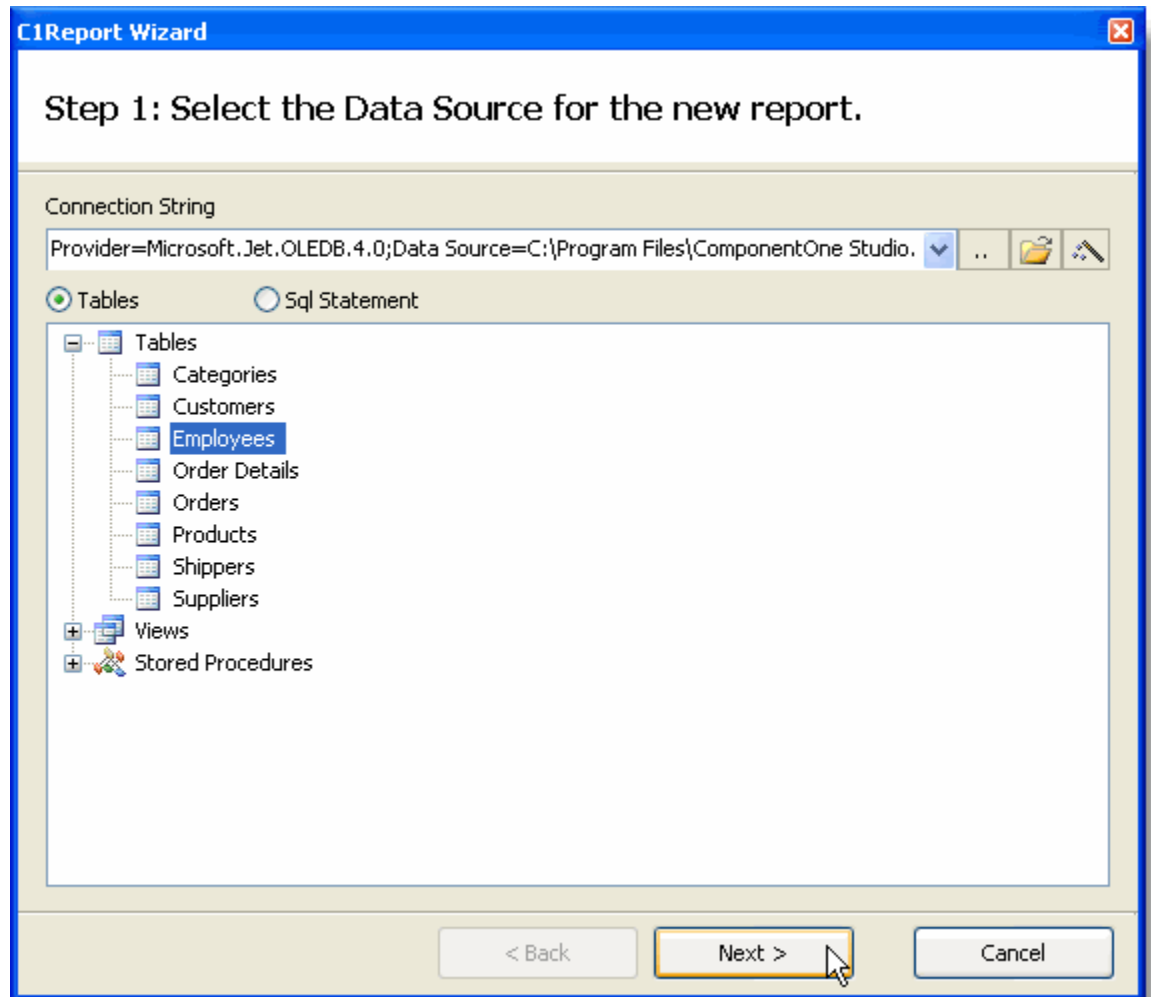 C1Report Wizard
Step 1: Select the Data Source for the new report.
Connection String
Provider=Microsoft.Jet.OLEDB.4.0;Data Source=C:\Program Files\ComponentOne Studio. ..
Tables Sql Statement
Tables
Categories
Customers
Employees
Order Details
Orders
Products
Shippers
Suppliers
Views
Stored Procedures
< Back Next > Cancel